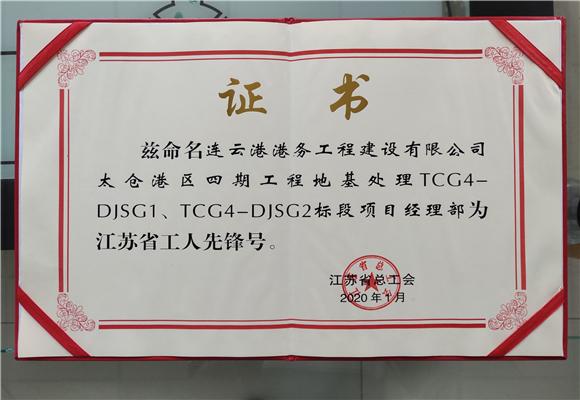 证书
兹命名连云港港务工程建设有限公司
太仓港区四期工程地基处理TCG4-
DJSG1、TCG4-DJSG2标段项目经理部为
江苏省工人先锋号。
江苏省总工会
2020年1月